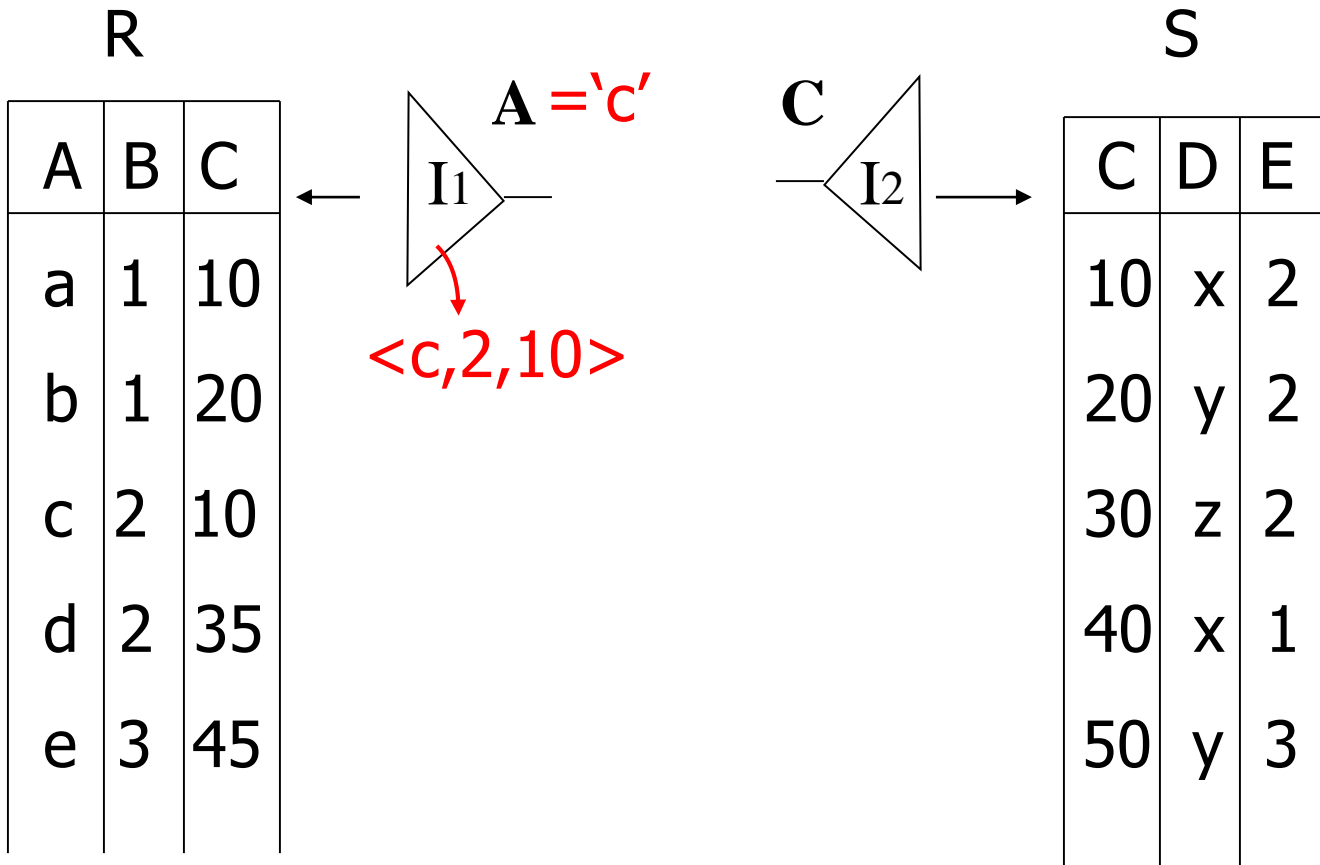 R
S
A =‘c’
C
A B C
I1
I2
C D E
a 1 10
10 x 2
<c,2,10>
b 1 20
20 y 2
c 2 10
30 z 2
d 2 35
40 x 1
e 3 45
50 y 3